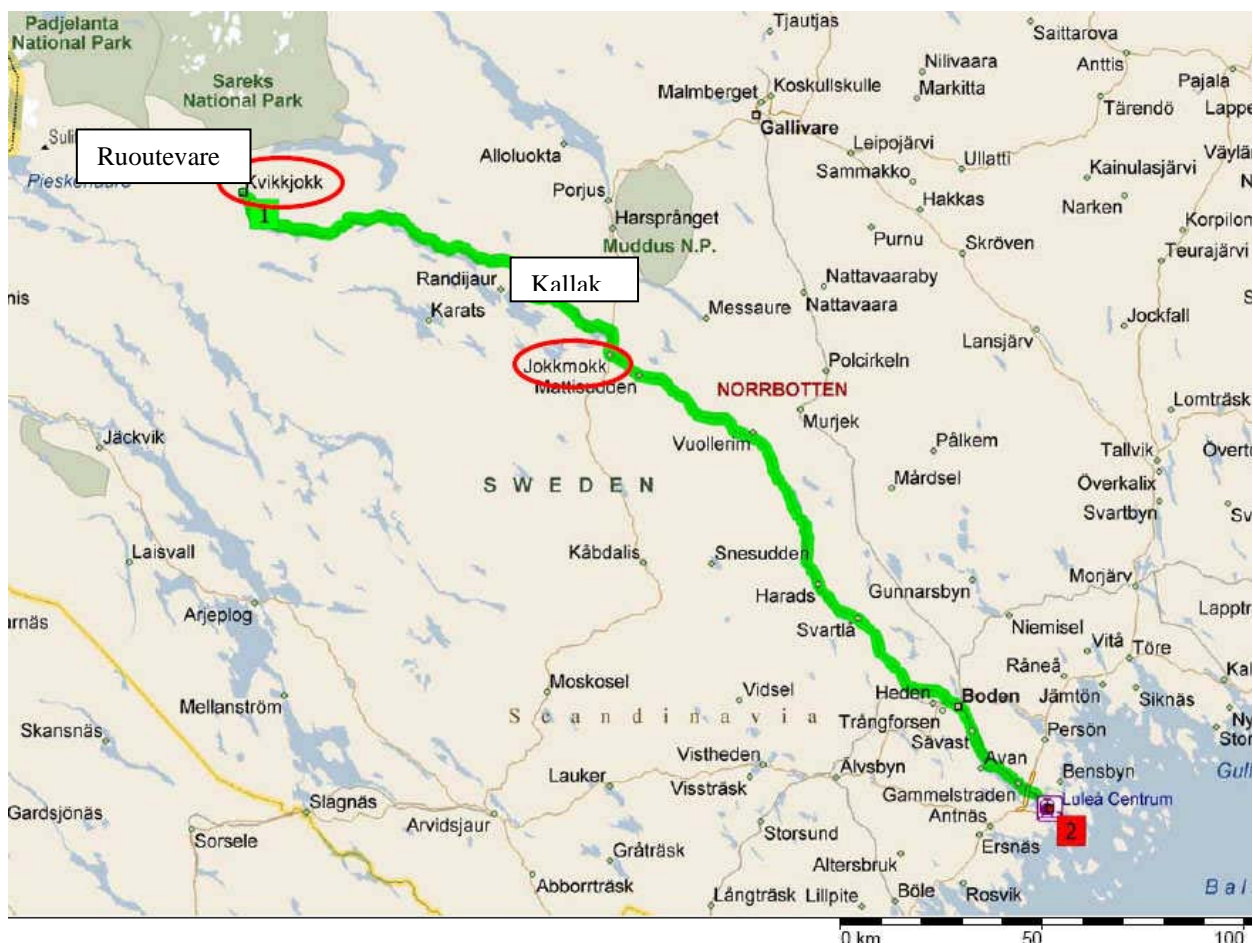 Padjelanta
National Park
Sareks
National Park
Tjautjas
Saittarova
Anttis
Nilivaara
Pajala
Malmberget
Koskullskulle
Markitta
Tärendö
Gallivare
Leipojärvi
Alloluokta
Ullatti
Kainulasjärvi
Sammakko
Ruoutevare
Kvikkjokk
Porjus
Hakkas
Narken
1
Harsprånget
Muddus N.P.
Purnu
Skröven
Teurajärvi
Randijaur
Kallak
Nattavaaraby
Nattavaara
Karats
Messaure
Jockfall
Lansjärv
Jokkmokk
Mattisudden
Polcirkeln
NORRBOTTEN
Murjek
Jäckvik
Vuollerim
Pålkem
Tallvik
SWEDEN
Mårdsel
Överkalix
Svartbyn
Laisvall
Kåbdalis
Snesudden
Gunnarsbyn
Morjärv
Harads
Arjeplog
Svartlå
Niemisel
Vitå
Töre
Råneå
Moskosel
Vidsel
Heden
Boden
Jämtön
Siknäs
Mellanström
Scandinavia
Trångforsen
Persön
Skansnäs
Sävast
Vistheden
Avan
Älvsbyn
Bensbyn
Lauker
Vissträsk
Gammelstraden
Luleå Centrum
Slagnäs
Gardsjönäs
Arvidsjaur
Antnäs
2
Sorsele
Storsund
Ersnäs
Gråträsk
Altersbruk
Abborrträsk
Långträsk
Lillpite
Böle
Rosvik
0 km 50 100